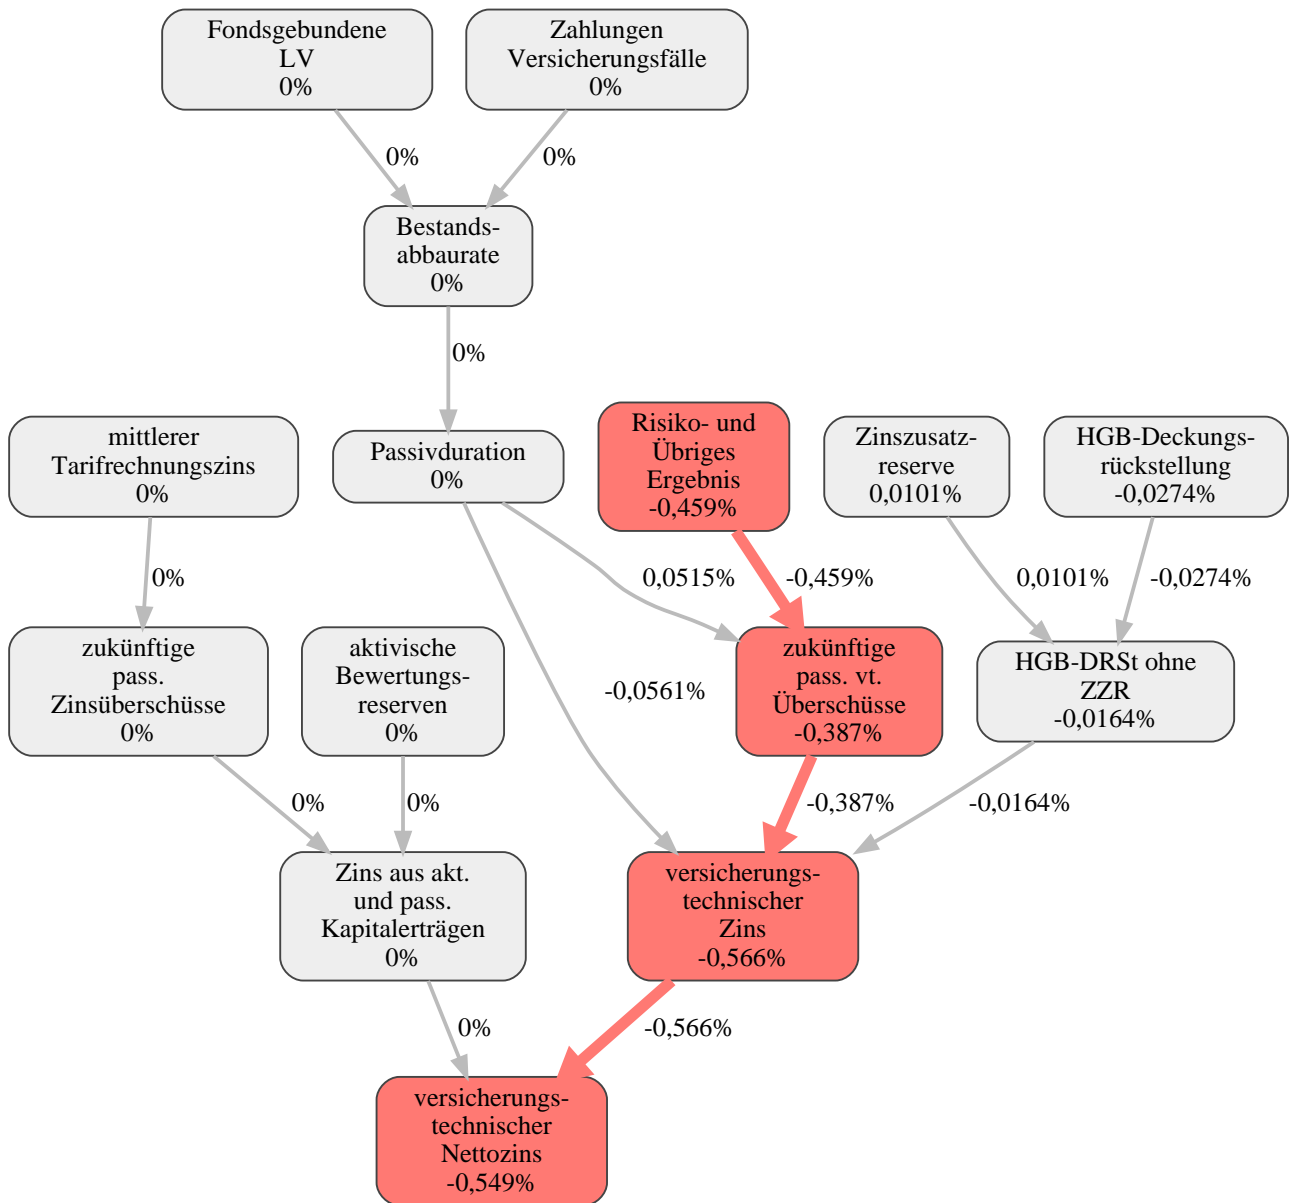 Fondsgebundene
LV
0%
Zahlungen
Versicherungsfälle
0%
0%
0%
Bestands-
abbaurate
0%
0%
mittlerer
Tarifrechnungszins
0%
Passivduration
0%
Risiko- und
Übriges
Ergebnis
-0,459%
Zinszusatz-
reserve
0,0101%
HGB-Deckungs-
rückstellung
-0,0274%
0%
0,0515%
-0,459%
0,0101%
-0,0274%
zukünftige
pass.
Zinsüberschüsse
0%
aktivische
Bewertungs-
reserven
0%
-0,0561%
zukünftige
pass. vt.
Überschüsse
-0,387%
HGB-DRSt ohne
ZZR
-0,0164%
0%
0%
-0,387%
-0,0164%
Zins aus akt.
und pass.
Kapitalerträgen
0%
versicherungs-
technischer
Zins
-0,566%
0%
-0,566%
versicherungs-
technischer
Nettozins
-0,549%